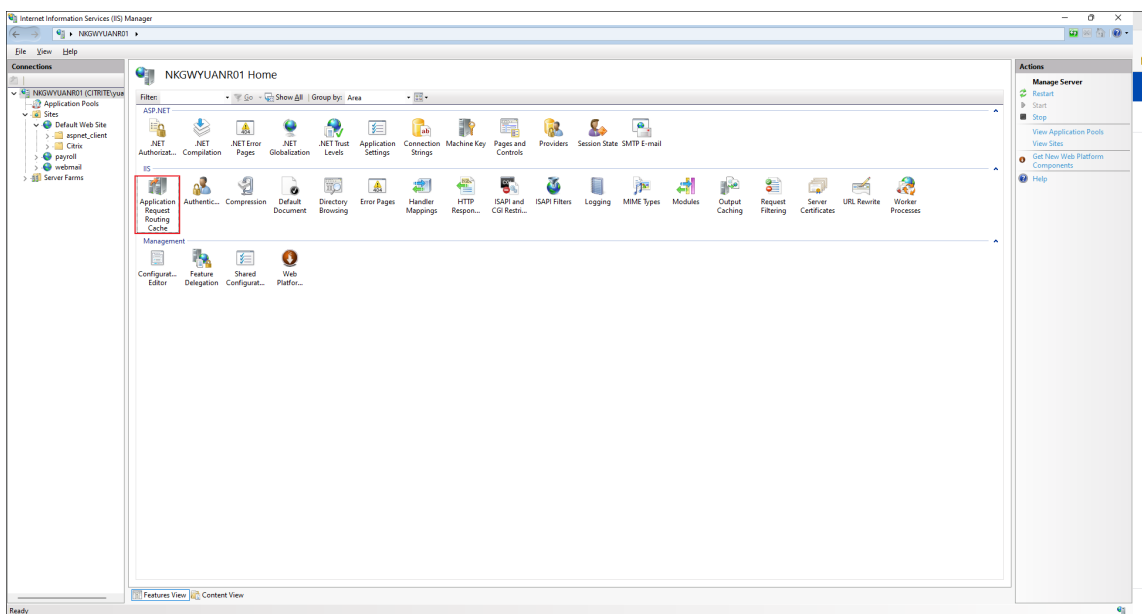 Internet Information Services (IIS) Manager
NKGWYUANR01
File View Help
Connections
NKGWYUANR01 (CITRITE\yua
Application Pools
Sites
Default Web Site
aspnet_client
Citrix
payroll
webmail
Server Farms
NKGWYUANR01 Home
Filter: Go Show All Group by: Area
ASP.NET
.NET Authorizat...
.NET Compilation
.NET Error Pages
.NET Globalization
.NET Trust Levels
Application Settings
Connection Strings
Machine Key
Pages and Controls
Providers
Session State
SMTP E-mail
IIS
Application Request Routing Cache
Authentic...
Compression
Default Document
Directory Browsing
Error Pages
Handler Mappings
HTTP Respon...
ISAPI and CGI Restri...
ISAPI Filters
Logging
MIME Types
Modules
Output Caching
Request Filtering
Server Certificates
URL Rewrite
Worker Processes
Management
Configurat... Editor
Feature Delegation
Shared Configurat...
Web Platfor...
Features View Content View
Ready
Actions
Manage Server
Restart
Start
Stop
View Application Pools
View Sites
Get New Web Platform
Components
Help